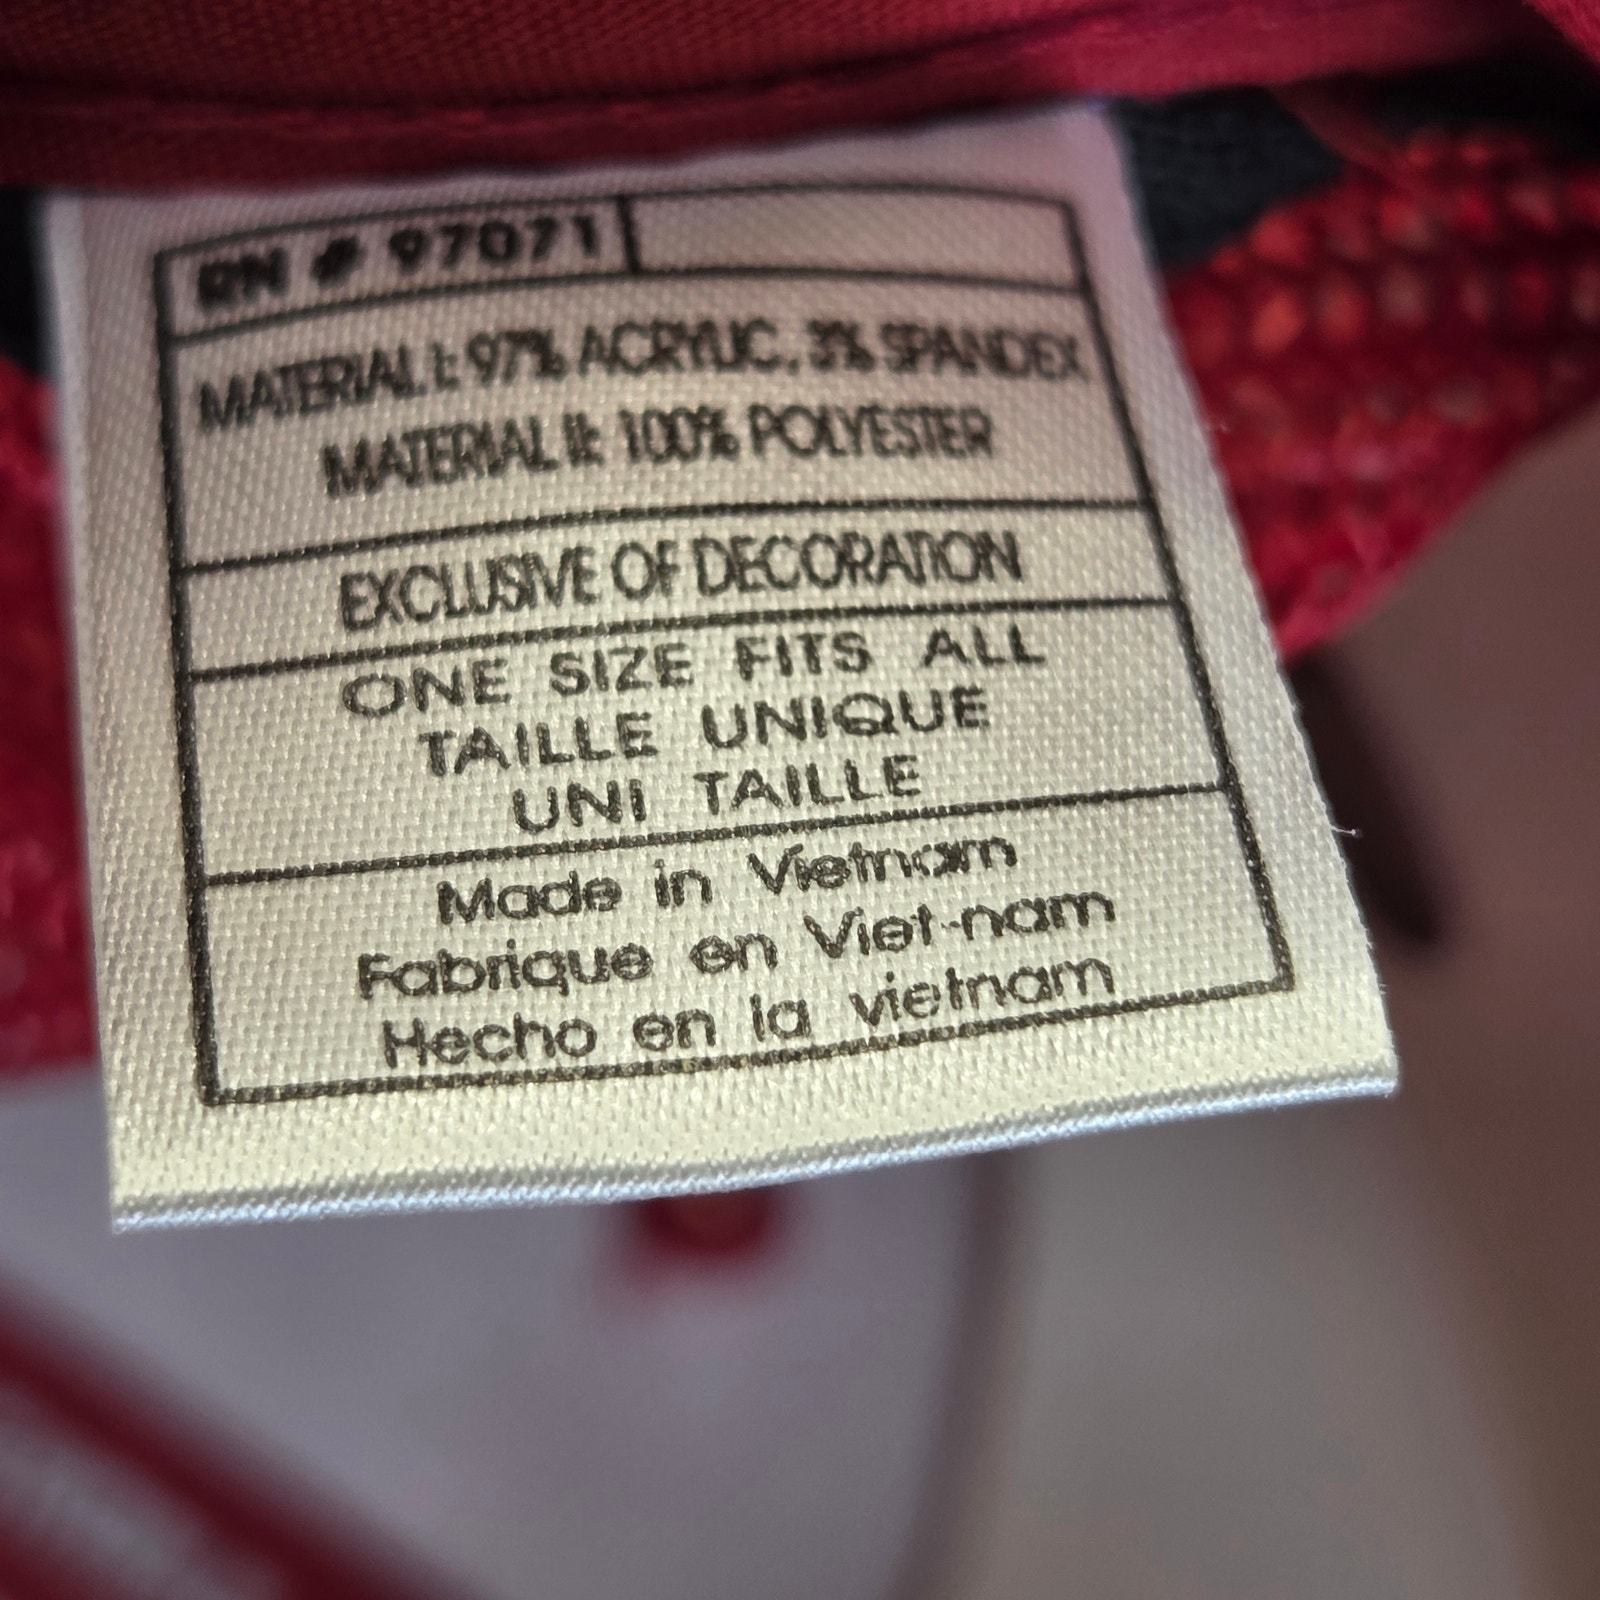 RN # 97071
MATERIAL I: 97% ACRYLIC, 3% SPANDEX
MATERIAL II: 100% POLYESTER
EXCLUSIVE OF DECORATION
ONE SIZE FITS ALL
TAILLE UNIQUE
UNI TAILLE
Made in Vietnam
Fabrique en Viet-nam
Hecho en la vietnam